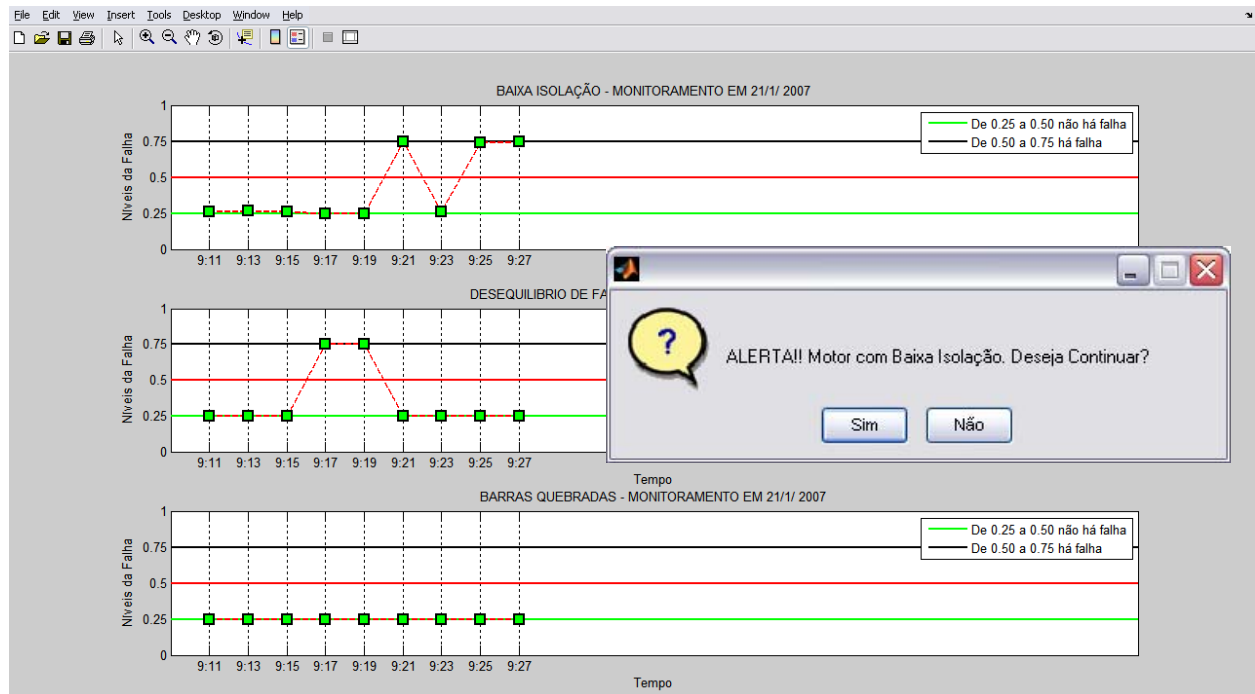 File Edit View Insert Tools Desktop Window Help
BAIXA ISOLAÇÃO - MONITORAMENTO EM 21/1/ 2007
Níveis da Falha
1
0.75
0.5
0.25
0
De 0.25 a 0.50 não há falha
De 0.50 a 0.75 há falha
9:11 9:13 9:15 9:17 9:19 9:21 9:23 9:25 9:27
DESEQUILIBRIO DE FA
Níveis da Falha
1
0.75
0.5
0.25
0
9:11 9:13 9:15 9:17 9:19 9:21 9:23 9:25 9:27
Tempo
?
ALERTA!! Motor com Baixa Isolação. Deseja Continuar?
Sim Não
BARRAS QUEBRADAS - MONITORAMENTO EM 21/1/ 2007
Níveis da Falha
1
0.75
0.5
0.25
0
De 0.25 a 0.50 não há falha
De 0.50 a 0.75 há falha
9:11 9:13 9:15 9:17 9:19 9:21 9:23 9:25 9:27
Tempo